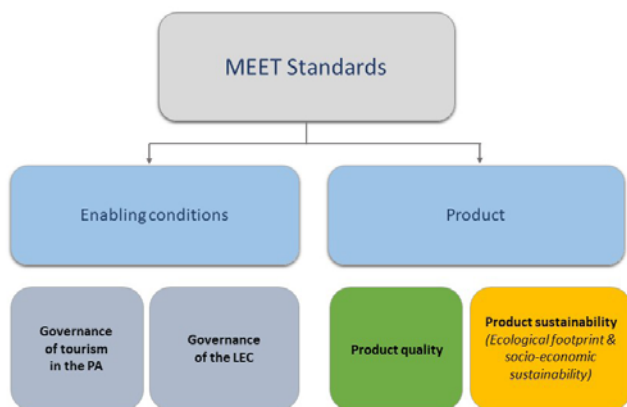 MEET Standards
Enabling conditions
Product
Governance
of tourism
in the PA
Governance
of the LEC
Product quality
Product sustainability
(Ecological footprint &
socio-economic
sustainability)